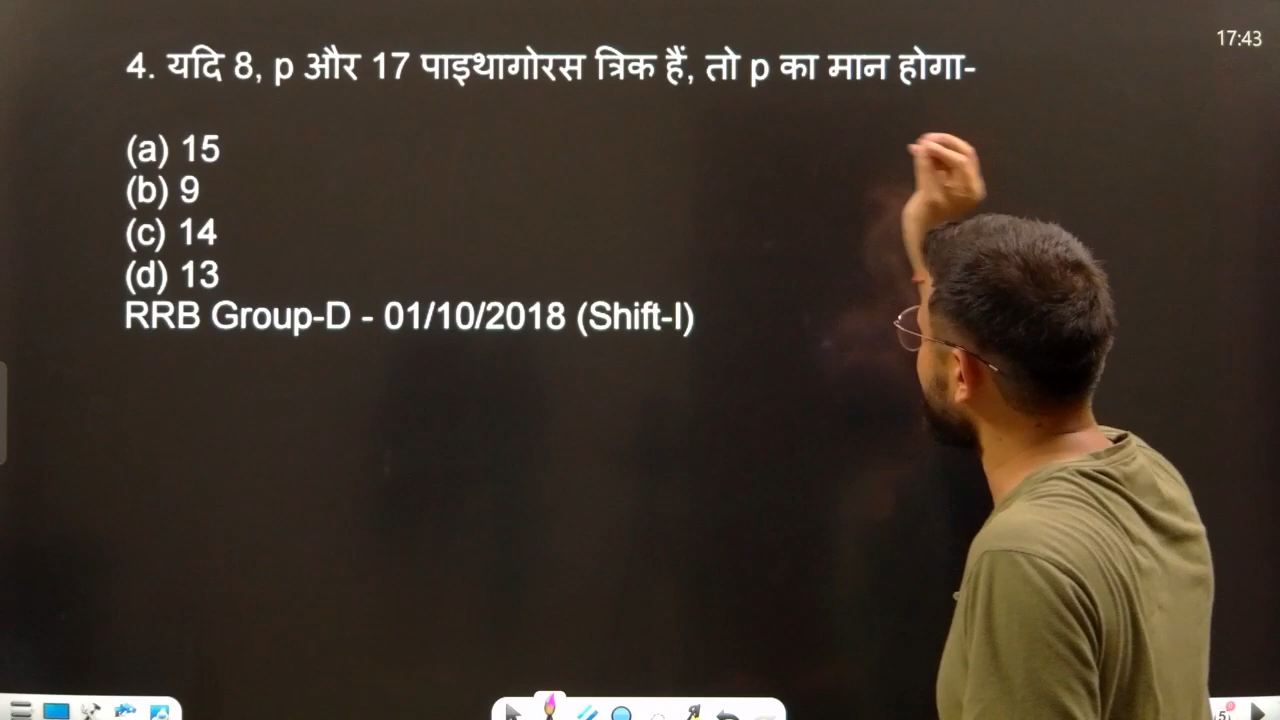 17:43
4. यदि 8, p और 17 पाइथागोरस त्रिक हैं, तो p का मान होगा-
(a) 15
(b) 9
(c) 14
(d) 13
RRB Group-D - 01/10/2018 (Shift-I)